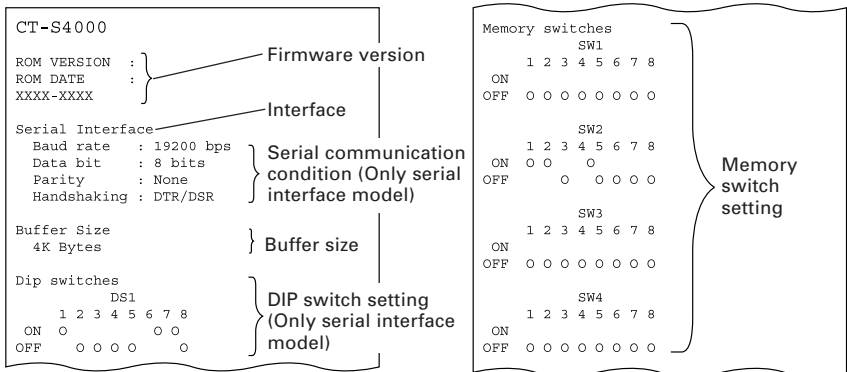 CT-S4000
ROM VERSION :
ROM DATE :
XXXX-XXXX
Firmware version
Serial Interface
Interface
Baud rate : 19200 bps
Data bit : 8 bits
Parity : None
Handshaking : DTR/DSR
Serial communication
condition (Only serial
interface model)
Buffer Size
4K Bytes
Buffer size
Dip switches
DS1
1 2 3 4 5 6 7 8
ON O O O
OFF O O O O O
DIP switch setting
(Only serial interface
model)
Memory switches
SW1
1 2 3 4 5 6 7 8
ON
OFF O O O O O O O O
SW2
1 2 3 4 5 6 7 8
ON O O O
OFF O O O O O
SW3
1 2 3 4 5 6 7 8
ON
OFF O O O O O O O O
SW4
1 2 3 4 5 6 7 8
ON
OFF O O O O O O O O
Memory
switch
setting